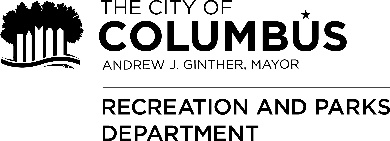 THE CITY OF
COLUMBUS
ANDREW J. GINTHER, MAYOR
RECREATION AND PARKS
DEPARTMENT